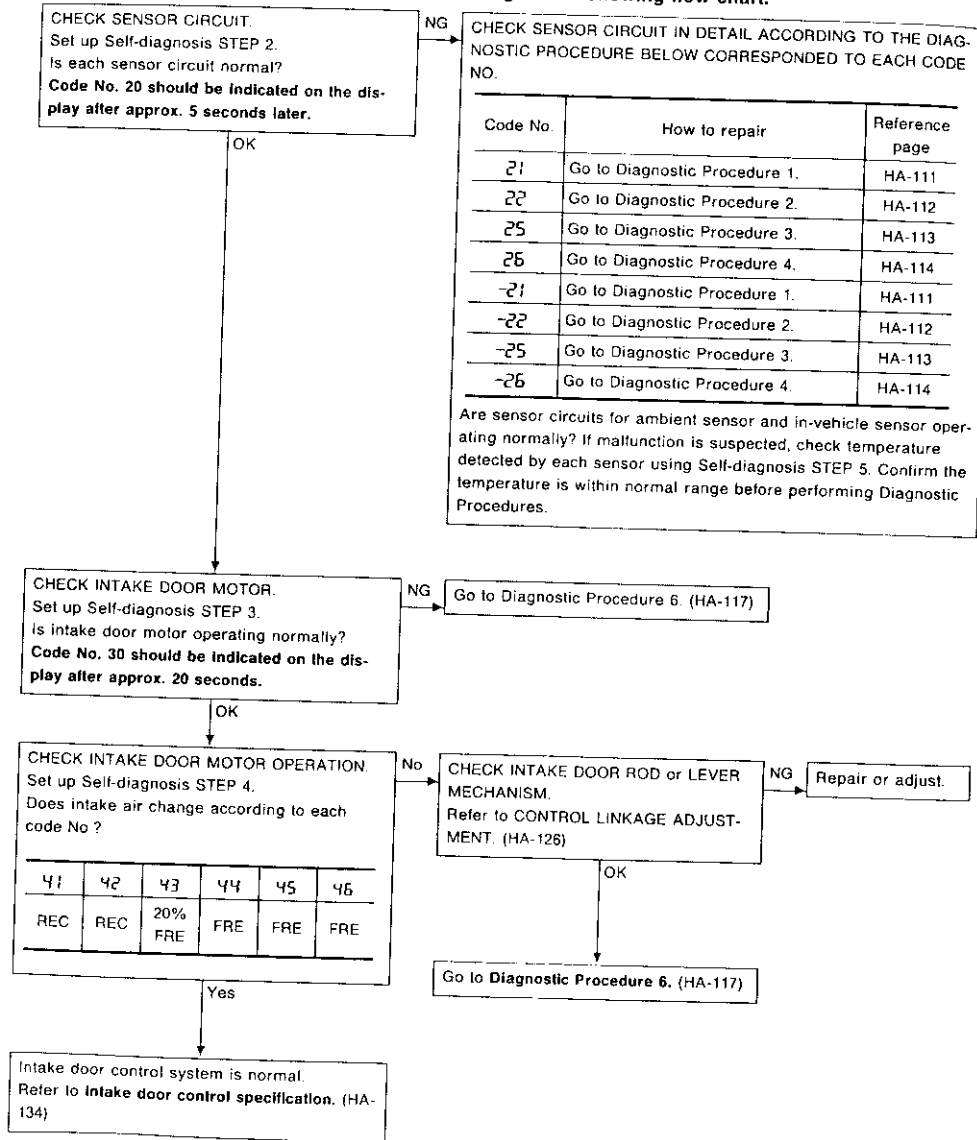 following flow chart.
CHECK SENSOR CIRCUIT.
Set up Self-diagnosis STEP 2.
Is each sensor circuit normal?
Code No. 20 should be indicated on the dis-
play after approx. 5 seconds later.
NG
OK
CHECK SENSOR CIRCUIT IN DETAIL ACCORDING TO THE DIAG-
NOSTIC PROCEDURE BELOW CORRESPONDED TO EACH CODE
NO.
Code No. How to repair Reference page
21 Go to Diagnostic Procedure 1. HA-111
22 Go to Diagnostic Procedure 2. HA-112
25 Go to Diagnostic Procedure 3. HA-113
26 Go to Diagnostic Procedure 4. HA-114
-21 Go to Diagnostic Procedure 1. HA-111
-22 Go to Diagnostic Procedure 2. HA-112
-25 Go to Diagnostic Procedure 3. HA-113
-26 Go to Diagnostic Procedure 4. HA-114
Are sensor circuits for ambient sensor and in-vehicle sensor oper-
ating normally? If malfunction is suspected, check temperature
detected by each sensor using Self-diagnosis STEP 5. Confirm the
temperature is within normal range before performing Diagnostic
Procedures.
CHECK INTAKE DOOR MOTOR.
Set up Self-diagnosis STEP 3.
Is intake door motor operating normally?
Code No. 30 should be indicated on the dis-
play after approx. 20 seconds.
NG
Go to Diagnostic Procedure 6. (HA-117)
OK
CHECK INTAKE DOOR MOTOR OPERATION.
Set up Self-diagnosis STEP 4.
Does intake air change according to each
code No ?
41 42 43 44 45 46
REC REC 20% FRE FRE FRE FRE
No
CHECK INTAKE DOOR ROD or LEVER
MECHANISM.
Refer to CONTROL LINKAGE ADJUST-
MENT. (HA-126)
NG
Repair or adjust.
OK
Go to Diagnostic Procedure 6. (HA-117)
Yes
Intake door control system is normal.
Refer to Intake door control specification. (HA-
134)